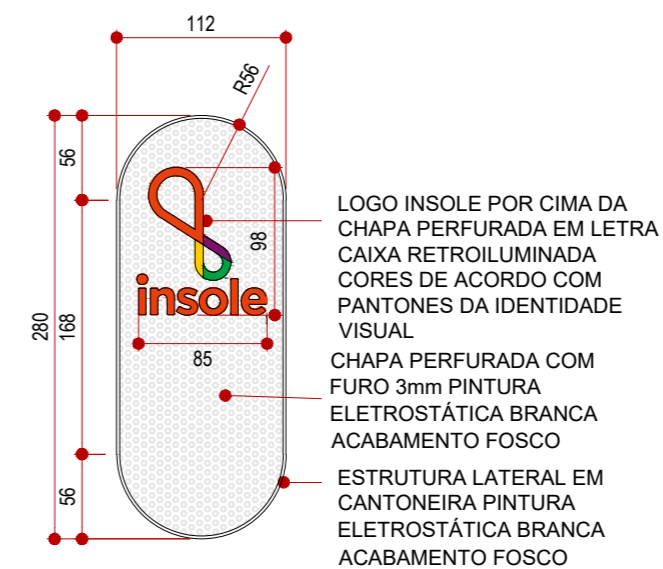 112
R56
56
98
168
280
85
56
insole
LOGO INSOLE POR CIMA DA
CHAPA PERFURADA EM LETRA
CAIXA RETROILUMINADA
CORES DE ACORDO COM
PANTONES DA IDENTIDADE
VISUAL
CHAPA PERFURADA COM
FURO 3mm PINTURA
ELETROSTÁTICA BRANCA
ACABAMENTO FOSCO
ESTRUTURA LATERAL EM
CANTONEIRA PINTURA
ELETROSTÁTICA BRANCA
ACABAMENTO FOSCO